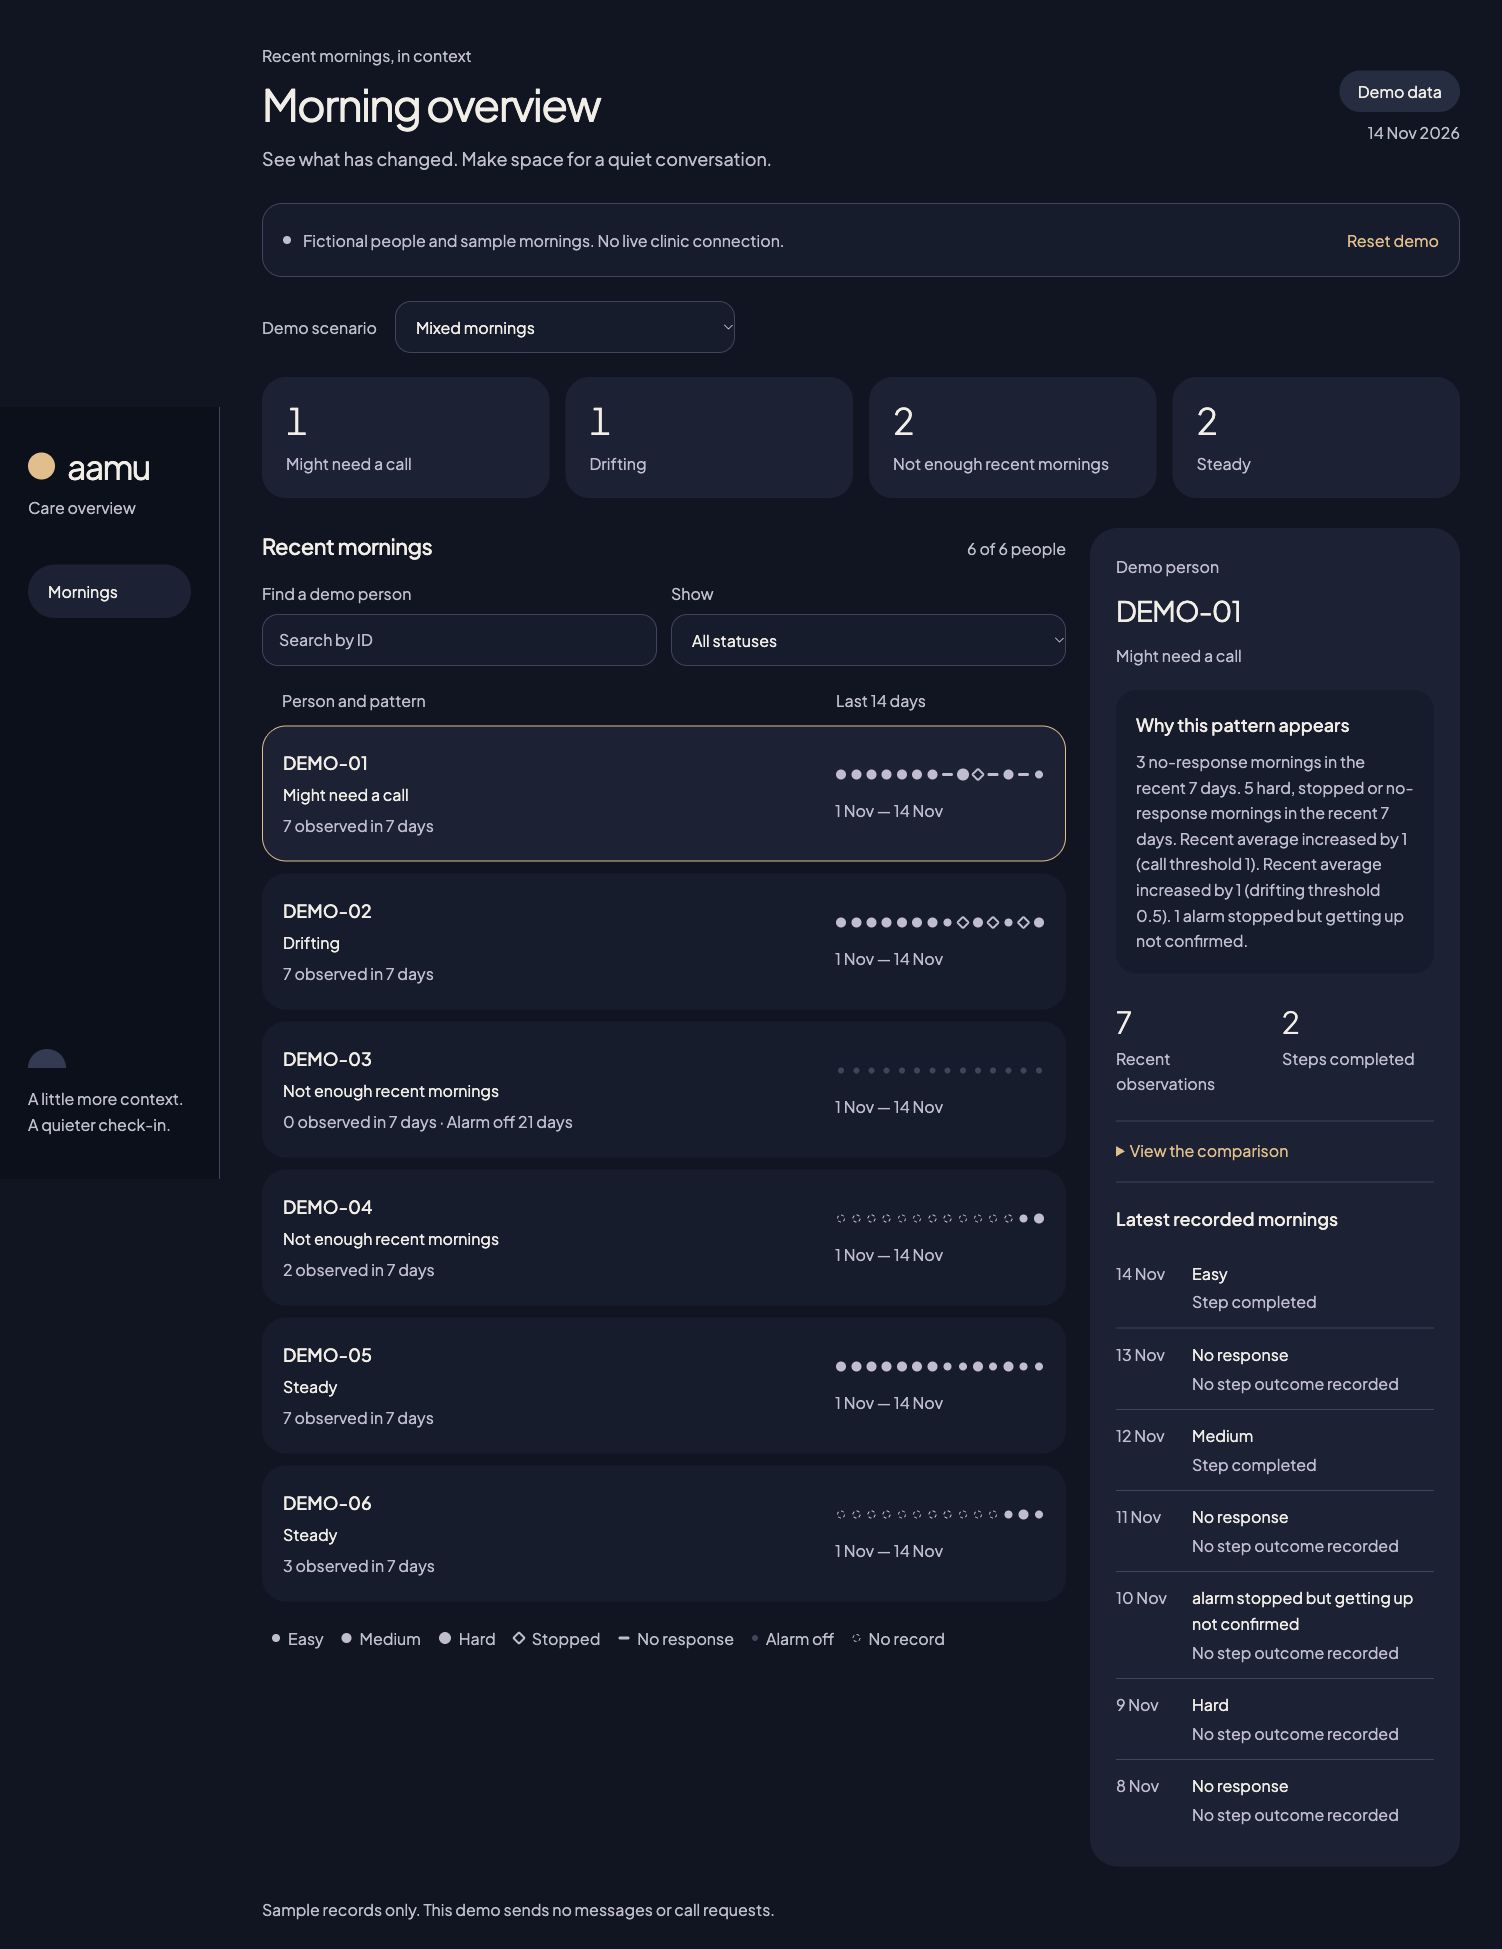 Recent mornings, in context
Morning overview
See what has changed. Make space for a quiet conversation.
Demo data
14 Nov 2026
Fictional people and sample mornings. No live clinic connection.
Reset demo
Demo scenario
Mixed mornings
1
Might need a call
1
Drifting
2
Not enough recent mornings
2
Steady
aamu
Care overview
Mornings
A little more context.
A quieter check-in.
Recent mornings
6 of 6 people
Find a demo person
Search by ID
Show
All statuses
Person and pattern
Last 14 days
DEMO-01
Might need a call
7 observed in 7 days
1 Nov — 14 Nov
DEMO-02
Drifting
7 observed in 7 days
1 Nov — 14 Nov
DEMO-03
Not enough recent mornings
0 observed in 7 days · Alarm off 21 days
1 Nov — 14 Nov
DEMO-04
Not enough recent mornings
2 observed in 7 days
1 Nov — 14 Nov
DEMO-05
Steady
7 observed in 7 days
1 Nov — 14 Nov
DEMO-06
Steady
3 observed in 7 days
1 Nov — 14 Nov
Easy
Medium
Hard
Stopped
No response
Alarm off
No record
Demo person
DEMO-01
Might need a call
Why this pattern appears
3 no-response mornings in the
recent 7 days. 5 hard, stopped or no-
response mornings in the recent 7
days. Recent average increased by 1
(call threshold 1). Recent average
increased by 1 (drifting threshold
0.5). 1 alarm stopped but getting up
not confirmed.
7
Recent
observations
2
Steps completed
View the comparison
Latest recorded mornings
14 Nov
Easy
Step completed
13 Nov
No response
No step outcome recorded
12 Nov
Medium
Step completed
11 Nov
No response
No step outcome recorded
10 Nov
alarm stopped but getting up
not confirmed
No step outcome recorded
9 Nov
Hard
No step outcome recorded
8 Nov
No response
No step outcome recorded
Sample records only. This demo sends no messages or call requests.